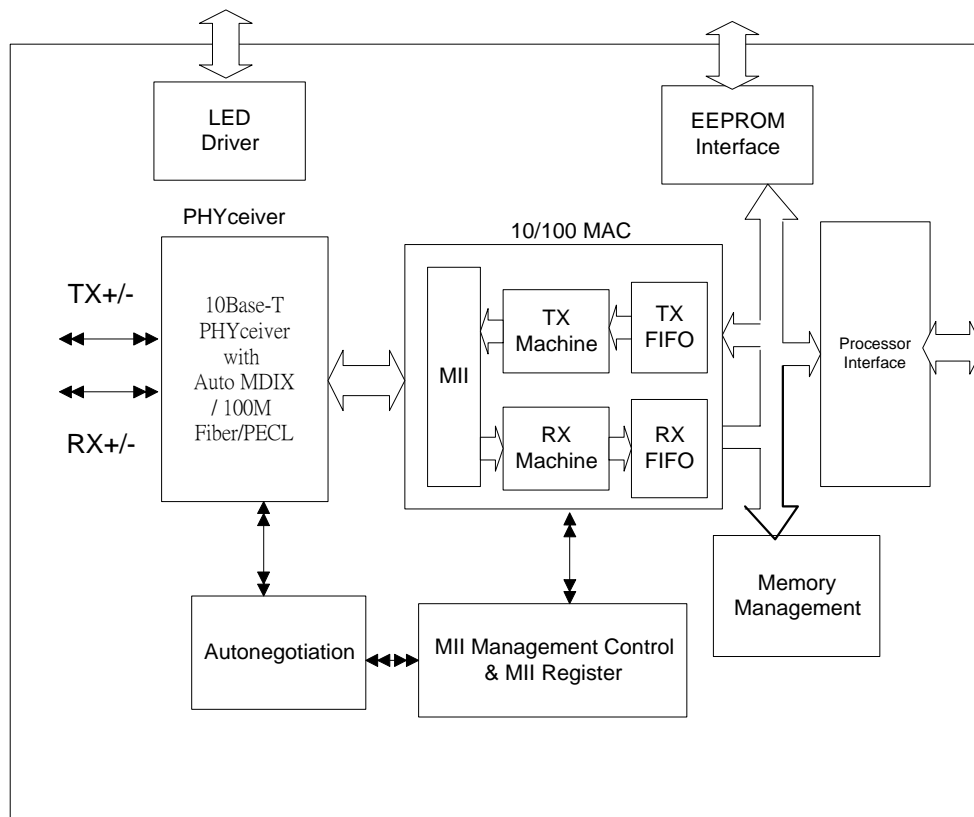 LED
Driver
EEPROM
Interface
PHYceiver
10/100 MAC
TX+/-
RX+/-
10Base-T
PHYceiver
with
Auto MDIX
/ 100M
Fiber/PECL
MII
TX
Machine
TX
FIFO
RX
Machine
RX
FIFO
Processor
Interface
Memory
Management
Autonegotiation
MII Management Control
& MII Register